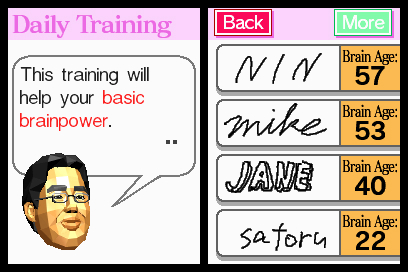 Daily Training
This training will
help your basic
brainpower.
Back
More
NIN
Brain Age:
57
mike
Brain Age:
53
JANE
Brain Age:
40
satoru
Brain Age:
22